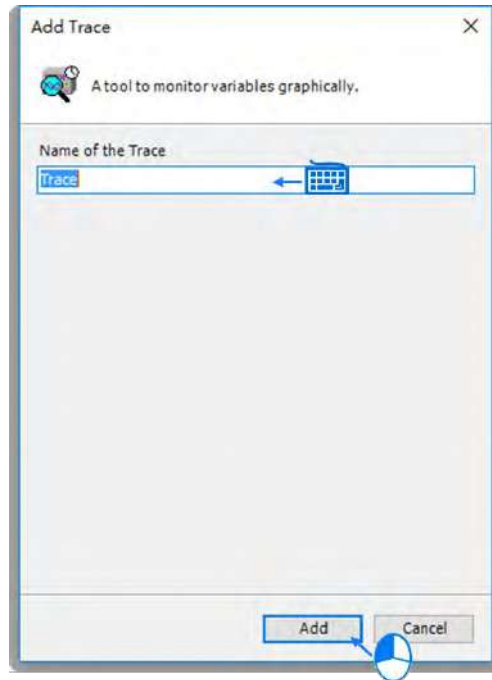 Add Trace
A tool to monitor variables graphically.
Name of the Trace
Trace
Add Cancel